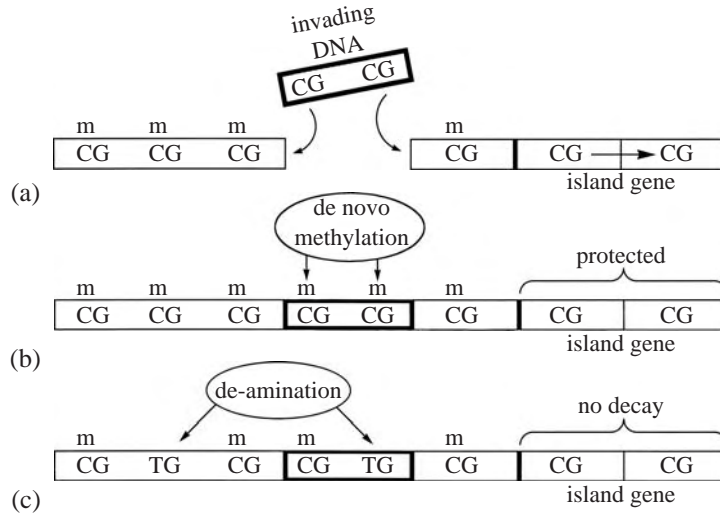 invading
DNA
CG CG
m m m m
CG CG CG CG CG CG
island gene
(a)
de novo
methylation
protected
m m m m m m
CG CG CG CG CG CG CG CG
island gene
(b)
de-amination
no decay
m m m m
CG TG CG CG TG CG CG CG
island gene
(c)